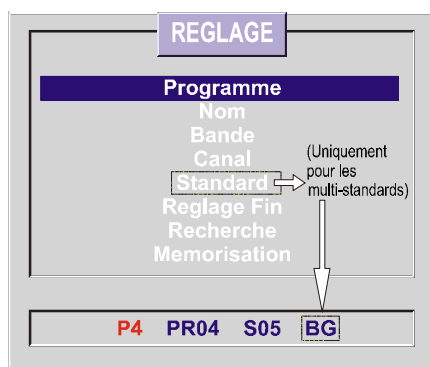 REGLAGE
Programme
Nom
Bande
Canal
Standard
(Uniquement
pour les
multi-standards)
Reglage Fin
Recherche
Memorisation
P4 PR04 S05 BG